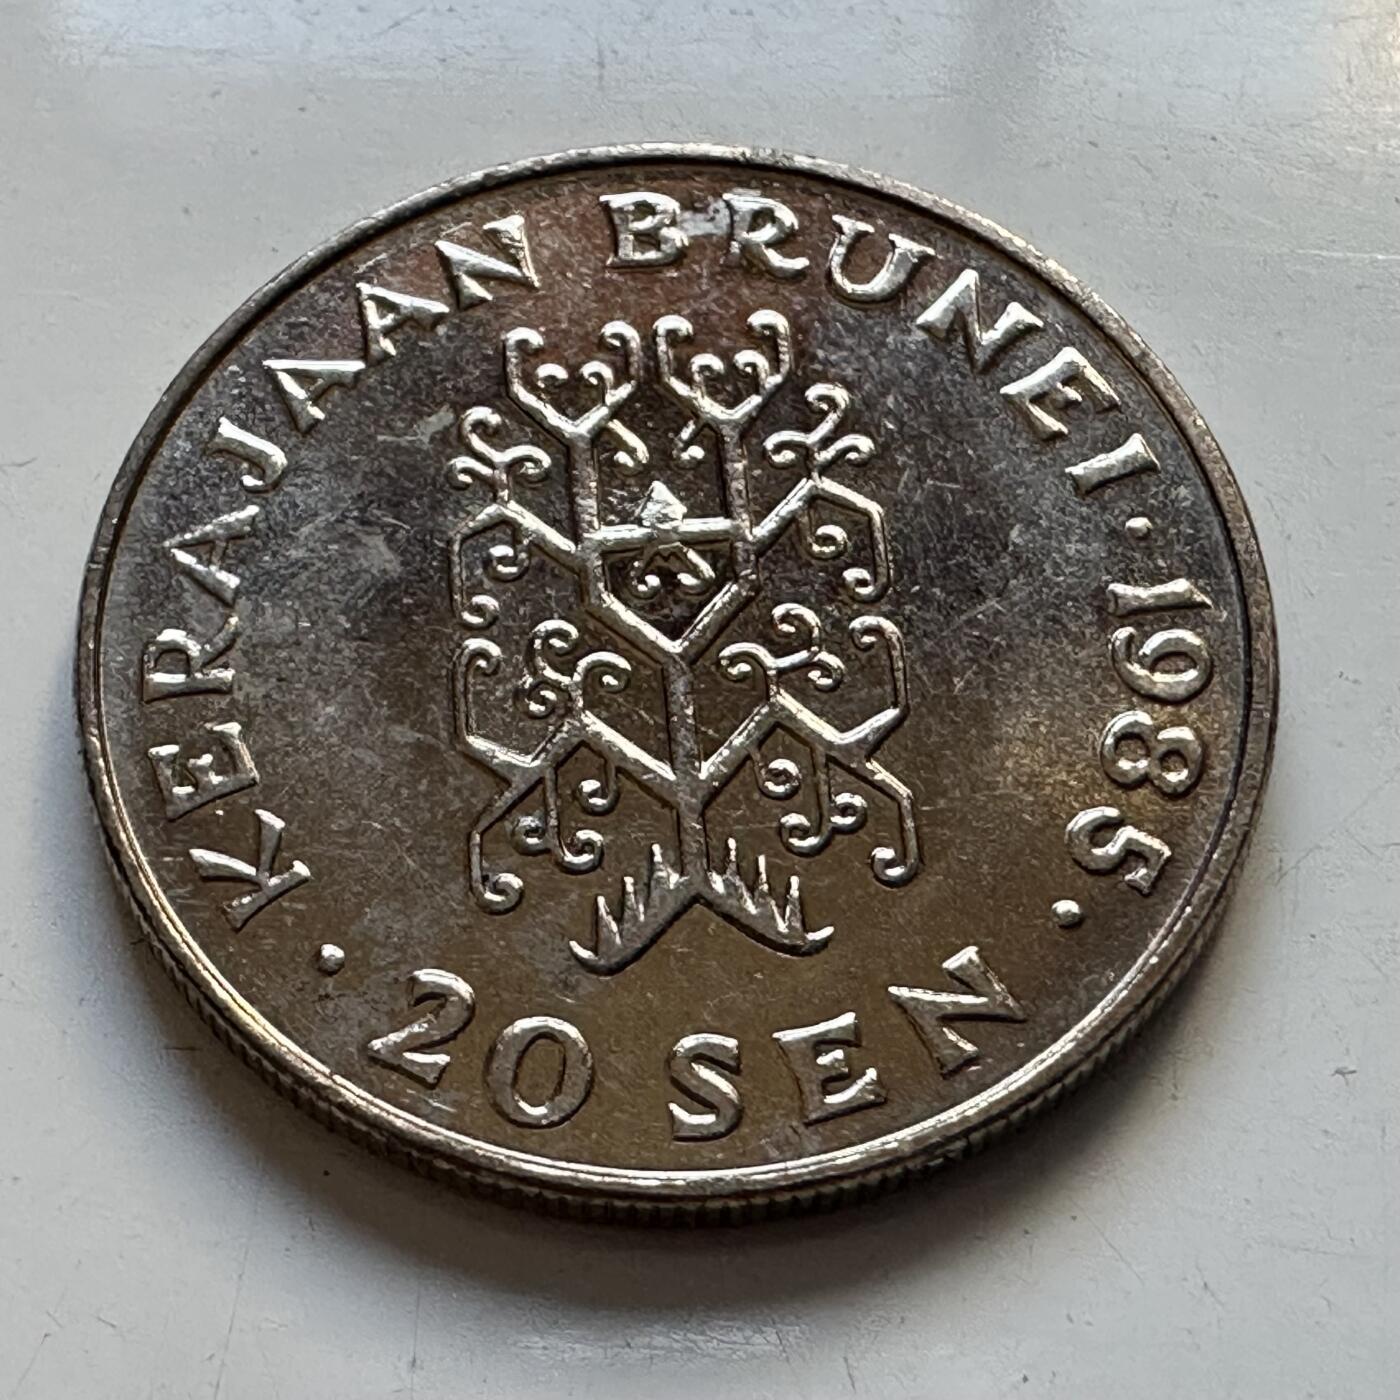 KERAJAAN BRUNEI · 1985 ·
· 20 SEN